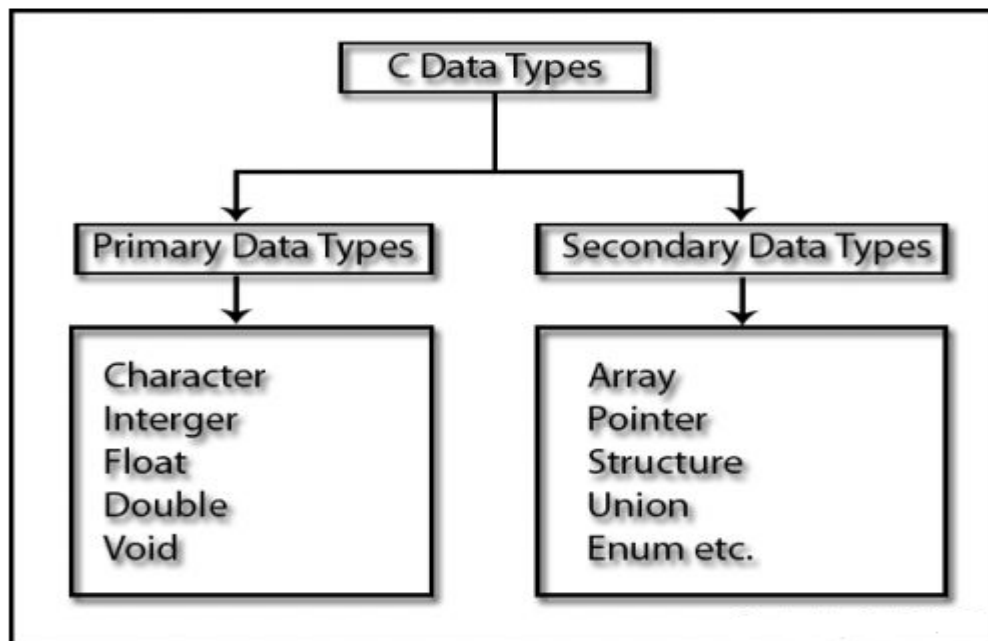 C Data Types
Primary Data Types
Secondary Data Types
Character
Interger
Float
Double
Void
Array
Pointer
Structure
Union
Enum etc.